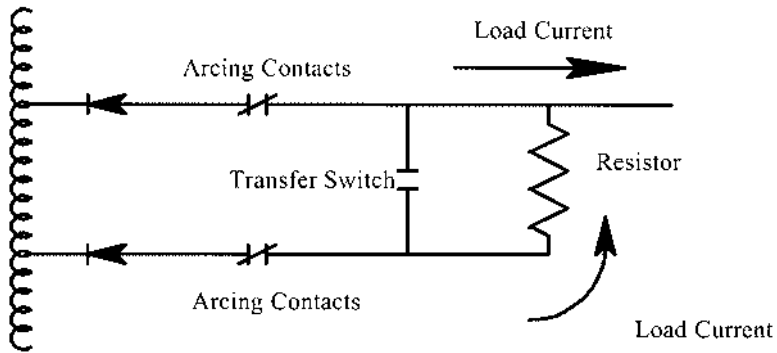 Load Current
Arcing Contacts
Transfer Switch
Resistor
Arcing Contacts
Load Current